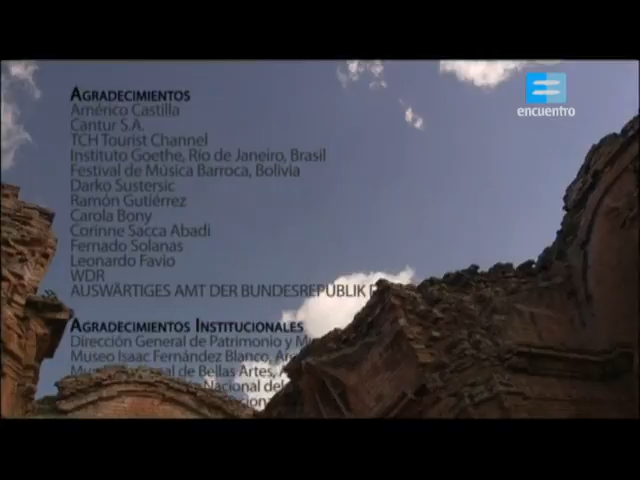 encuentro
AGRADECIMIENTOS
Américo Castilla
Cantur S.A.
TCH Tourist Channel
Instituto Goethe, Río de Janeiro, Brasil
Festival de Música Barroca, Bolivia
Darko Sustersic
Ramón Gutiérrez
Carola Bony
Corinne Sacca Abadi
Fernado Solanas
Leonardo Favio
WDR
AUSWÄRTIGES AMT DER BUNDESREPUBLIK
AGRADECIMIENTOS INSTITUCIONALES
Dirección General de Patrimonio y
Museo Isaac Fernández Blanco,
de Bellas Artes,
Nacional del